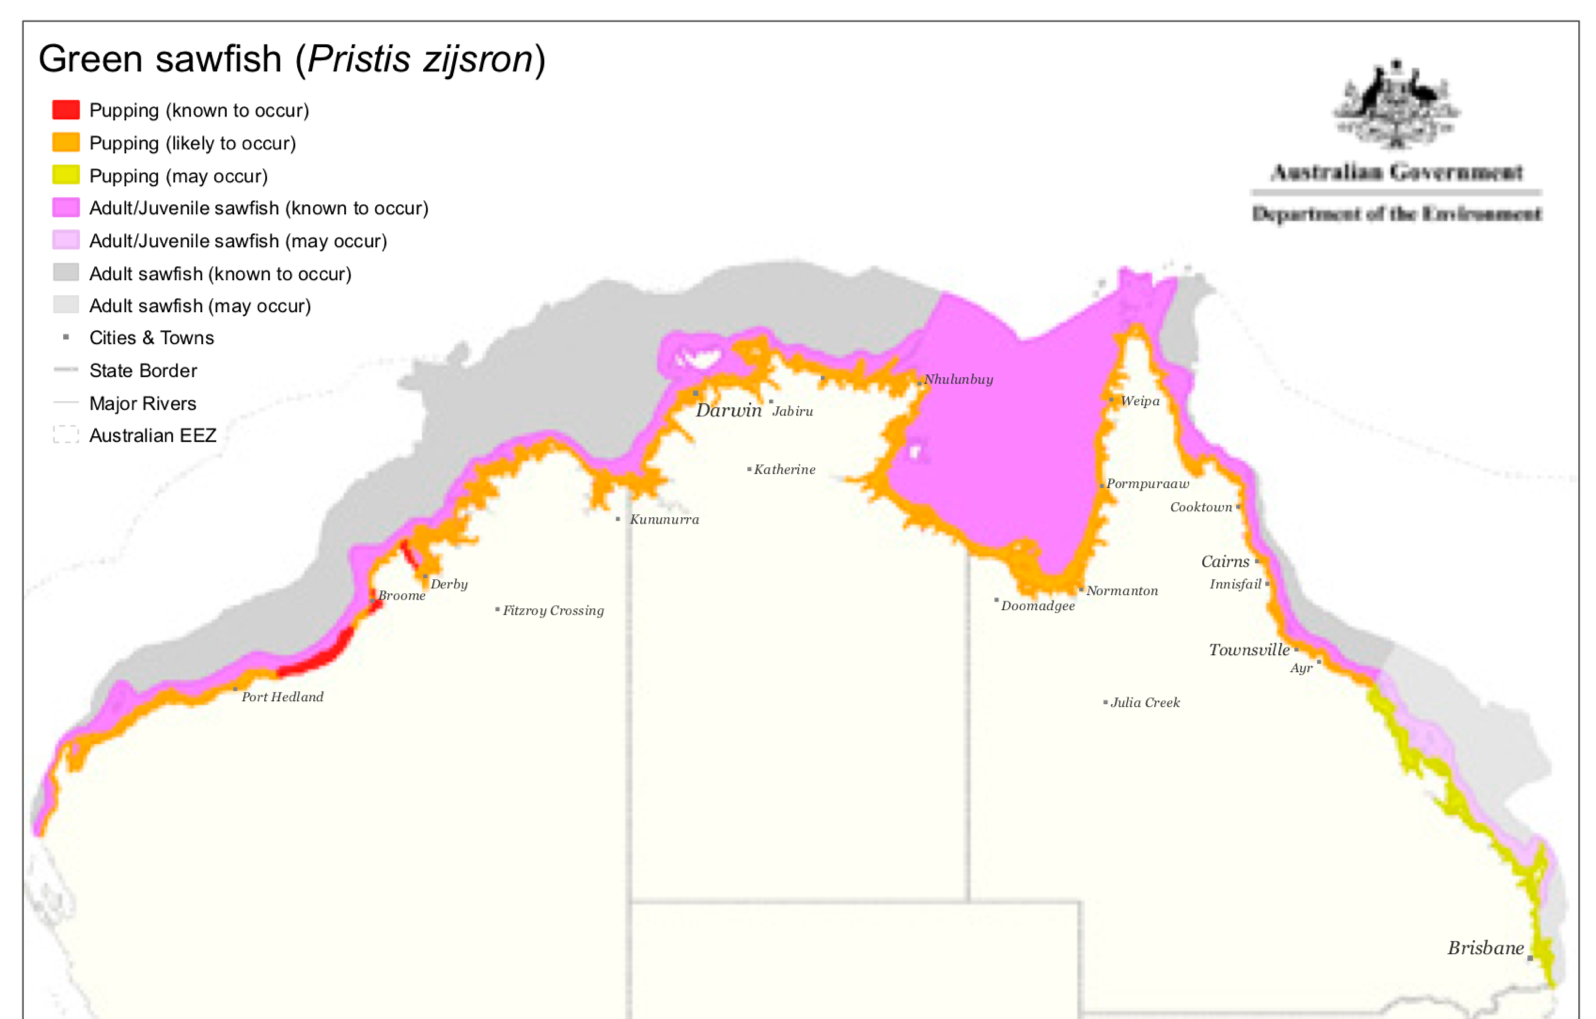 Green sawfish (Pristis zijsron)
Pupping (known to occur)
Pupping (likely to occur)
Pupping (may occur)
Adult/Juvenile sawfish (known to occur)
Adult/Juvenile sawfish (may occur)
Adult sawfish (known to occur)
Adult sawfish (may occur)
Cities & Towns
State Border
Major Rivers
Australian EEZ
Australian Government
Department of the Environment
Nhulunbuy
Darwin
Jabiru
Weipa
Katherine
Pormpuraaw
Cooktown
Kununurra
Cairns
Innisfail
Derby
Broome
Normanton
Doomadgee
Fitzroy Crossing
Townsville
Ayr
Port Hedland
Julia Creek
Brisbane